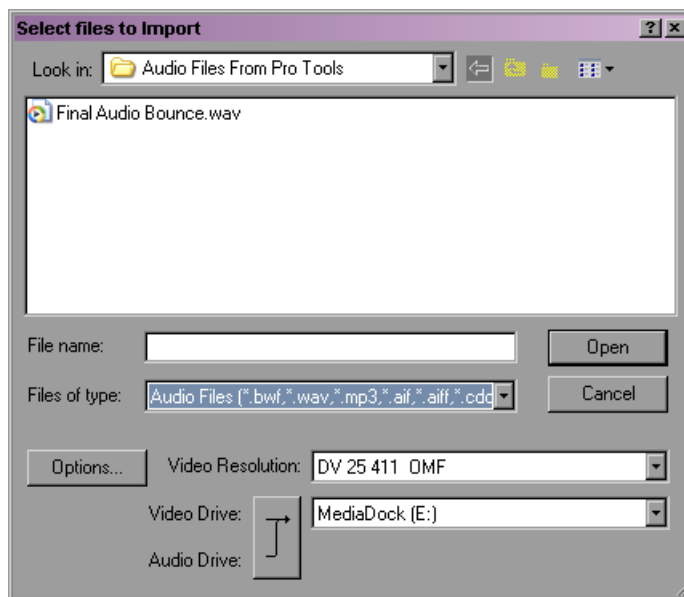 Select files to Import
Look in: Audio Files From Pro Tools
Final Audio Bounce.wav
File name:
Open
Files of type: Audio Files (*.bwf,*.wav,*.mp3,*.aif,*.aiff,*.cdd
Cancel
Options...
Video Resolution: DV 25 411 OMF
Video Drive: MediaDock (E:)
Audio Drive: